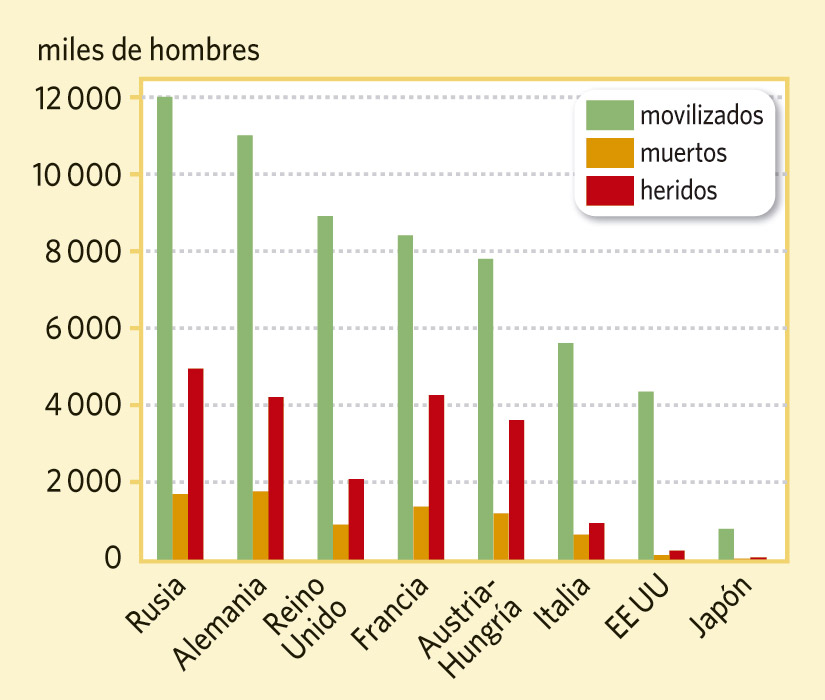 miles de hombres
12 000
10 000
8 000
6 000
4 000
2 000
0
movilizados
muertos
heridos
Rusia
Alemania
Reino
Unido
Francia
Austria-
Hungría
Italia
EE UU
Japón